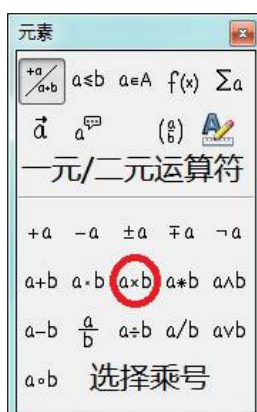 元素
+a/a+b a≤b a∈A f(x) Σa
a⃗ a (a b)
一元/二元运算符
+a -a ±a ∓a ¬a
a+b a·b a×b a*b a∧b
a-b a/b a÷b a/b a∨b
a∘b 选择乘号